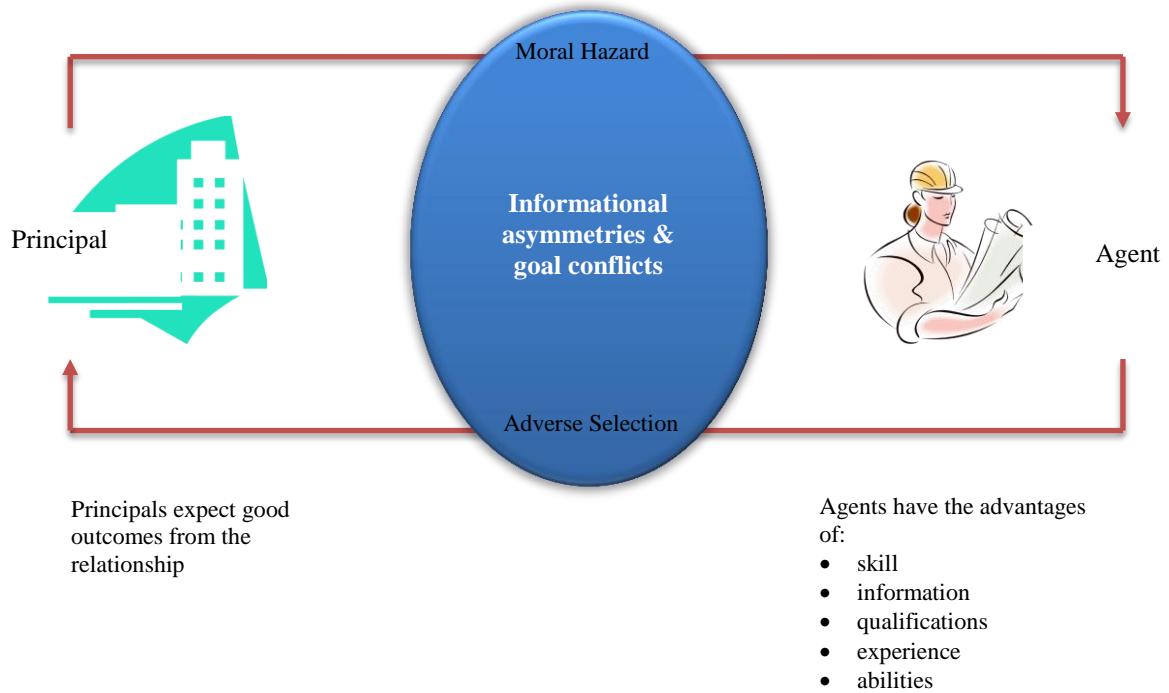 Moral Hazard
Informational
asymmetries &
goal conflicts
Principal
Agent
Adverse Selection
Principals expect good
outcomes from the
relationship
Agents have the advantages
of:
• skill
• information
• qualifications
• experience
• abilities